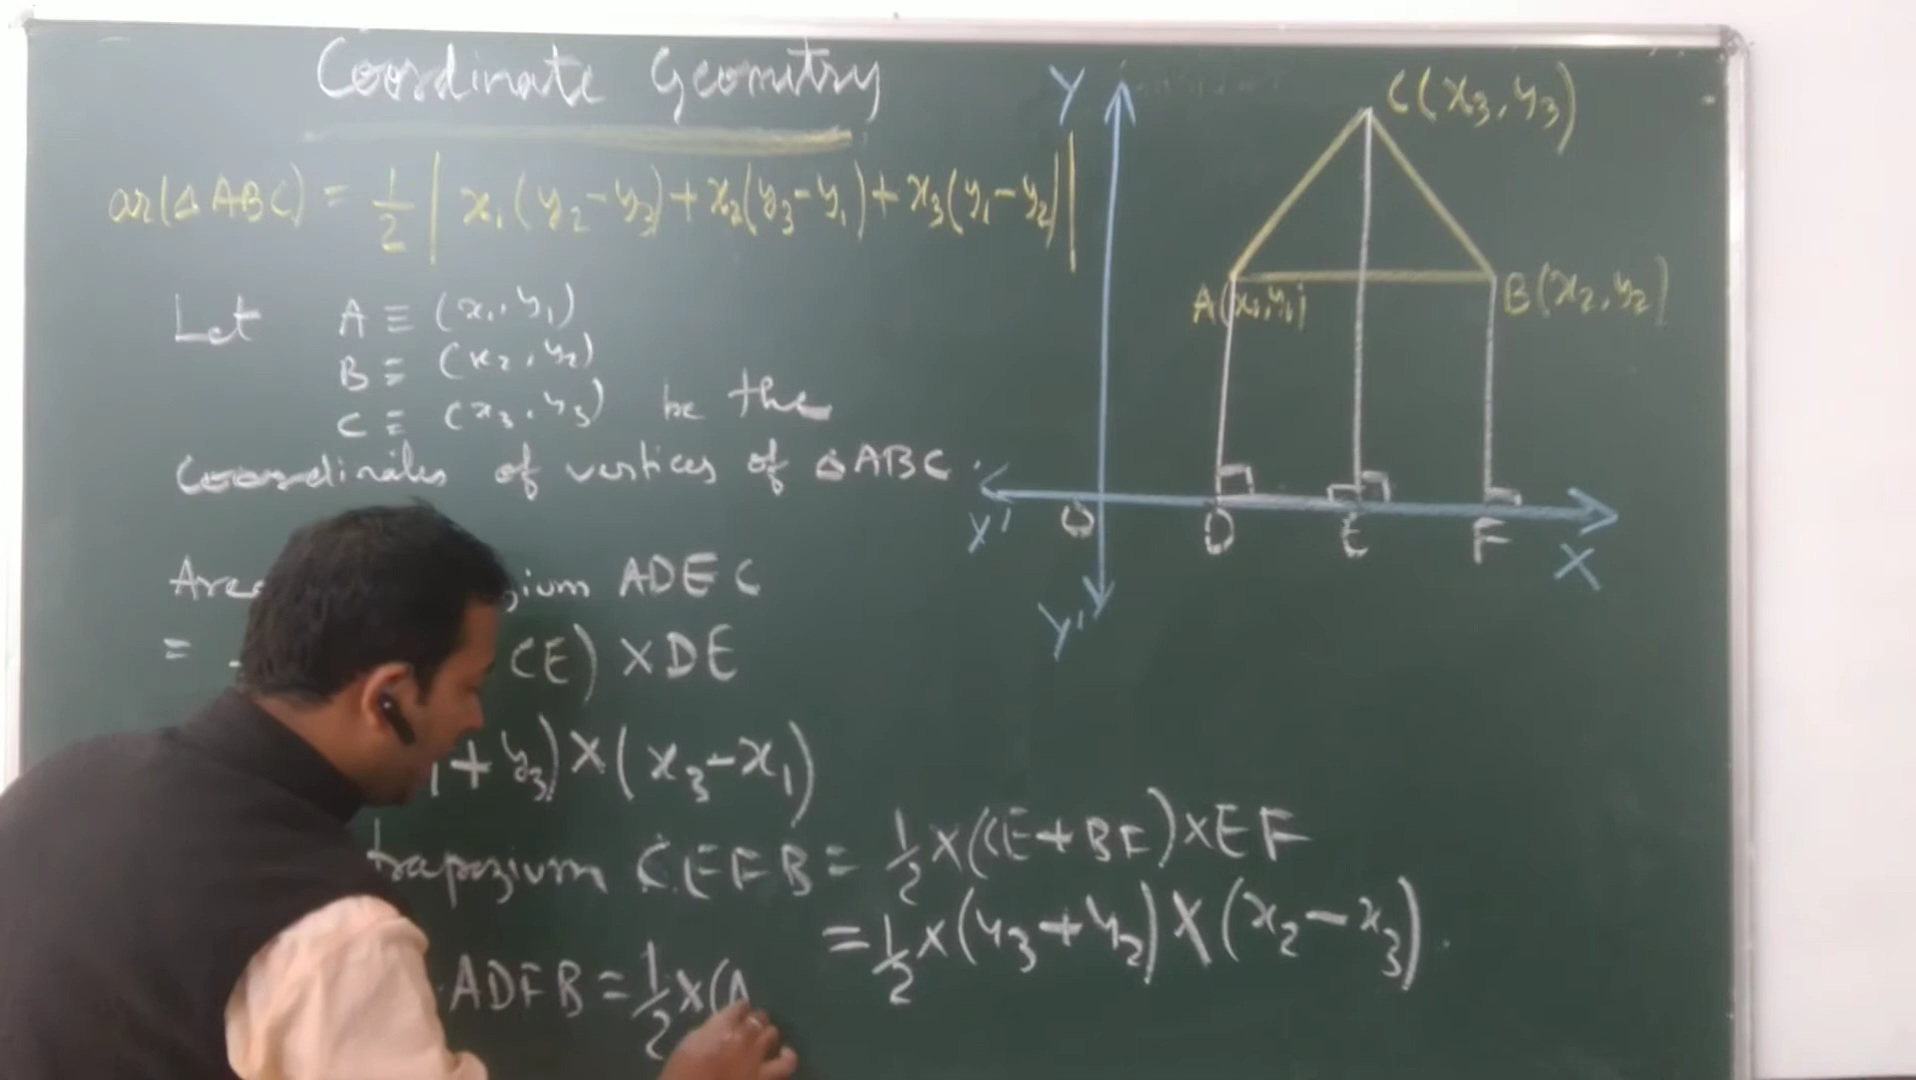 Coordinate Geometry
ar(△ABC) = 1/2 | x₁(y₂-y₃)+x₂(y₃-y₁)+x₃(y₁-y₂) |
Let A ≡ (x₁, y₁)
B ≡ (x₂, y₂)
C ≡ (x₃, y₃) be the
Coordinates of vertices of △ABC.
ADEC
= CE) × DE
+ y₃) × (x₃-x₁)
trapezium CEFB = 1/2 × (CE+BF) × EF
= 1/2 × (y₃+y₂) × (x₂-x₃).
ADFB = 1/2 × (A
Y
C(x₃, y₃)
A(x₁, y₁)
B(x₂, y₂)
X'
O
D
E
F
X
Y'